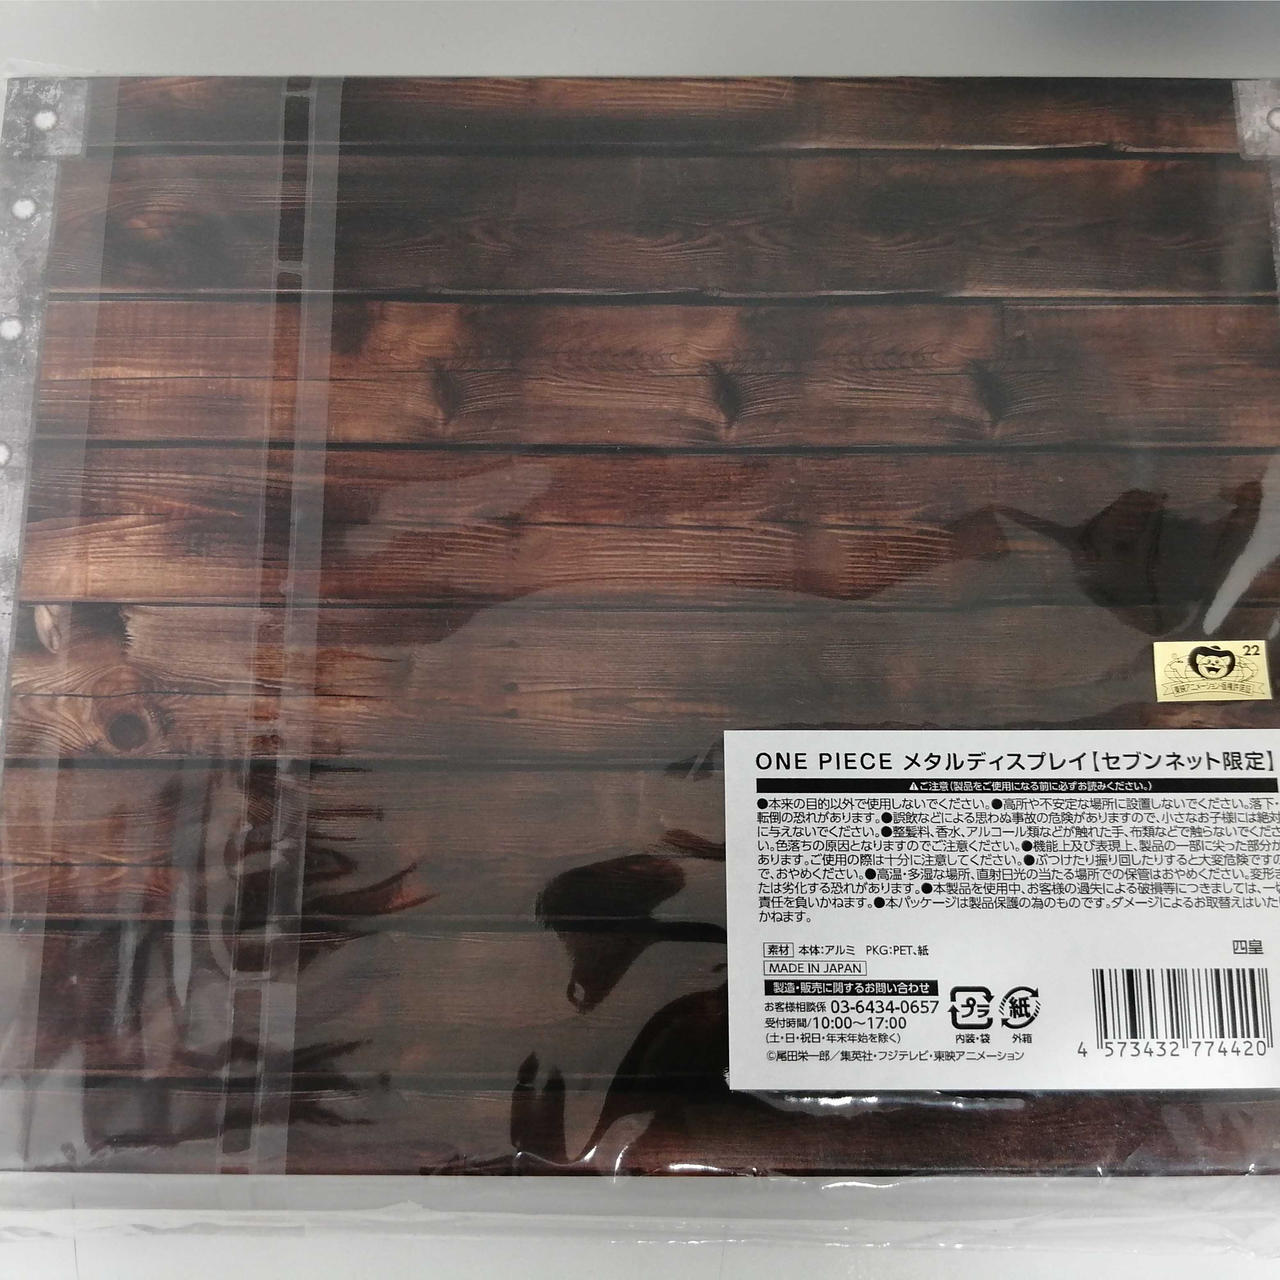 22
東映アニメーション版権許諾証
ONE PIECE メタルディスプレイ【セブンネット限定】
⚠ご注意(製品をご使用になる前に必ずお読みください。)
●本来の目的以外で使用しないでください。●高所や不安定な場所に設置しないでください。落下・
転倒の恐れがあります。●誤飲などによる思わぬ事故の危険がありますので、小さなお子様には絶対
に与えないでください。●整髪料、香水、アルコール類などが触れた手、布類などで触らないでくださ
い。色落ちの原因となりますのでご注意ください。●機能上及び表現上、製品の一部に尖った部分が
あります。ご使用の際は十分に注意してください。●ぶつけたり振り回したりすると大変危険ですの
で、おやめください。●高温・多湿な場所、直射日光の当たる場所での保管はおやめください。変形ま
たは劣化する恐れがあります。●本製品を使用中、お客様の過失による破損等につきましては、一切
責任を負いかねます。●本パッケージは製品保護の為のものです。ダメージによるお取替えはいたし
かねます。
素材 本体:アルミ PKG:PET、紙
四皇
MADE IN JAPAN
製造・販売に関するお問い合わせ
お客様相談係 03-6434-0657
受付時間/10:00〜17:00
(土・日・祝日・年末年始を除く)
プラ 紙
内装・袋 外箱
©尾田栄一郎/集英社・フジテレビ・東映アニメーション
4 573432 774420